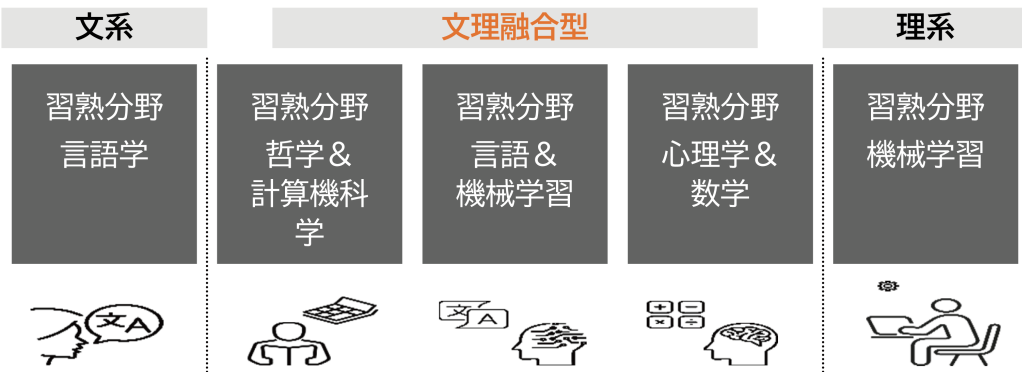 文系
文理融合型
理系
習熟分野
言語学
習熟分野
哲学＆
計算機科
学
習熟分野
言語＆
機械学習
習熟分野
心理学＆
数学
習熟分野
機械学習
文A
文
A
+
−
×
÷